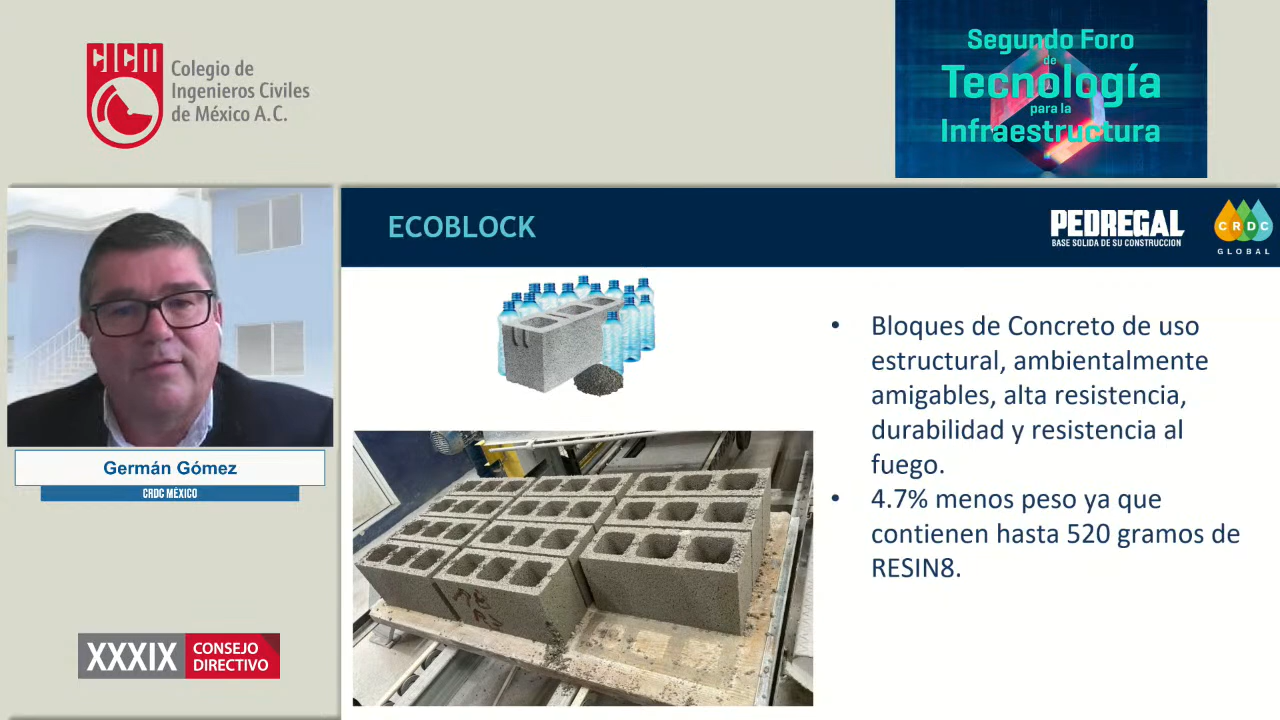 CICM
Colegio de
Ingenieros Civiles
de México A.C.
Segundo Foro
de
Tecnología
para la
Infraestructura
ECOBLOCK
PEDREGAL
BASE SOLIDA DE SU CONSTRUCCION
CRDC
GLOBAL
Germán Gómez
CRDC MÉXICO
• Bloques de Concreto de uso
estructural, ambientalmente
amigables, alta resistencia,
durabilidad y resistencia al
fuego.
• 4.7% menos peso ya que
contienen hasta 520 gramos de
RESIN8.
XXXIX
CONSEJO
DIRECTIVO